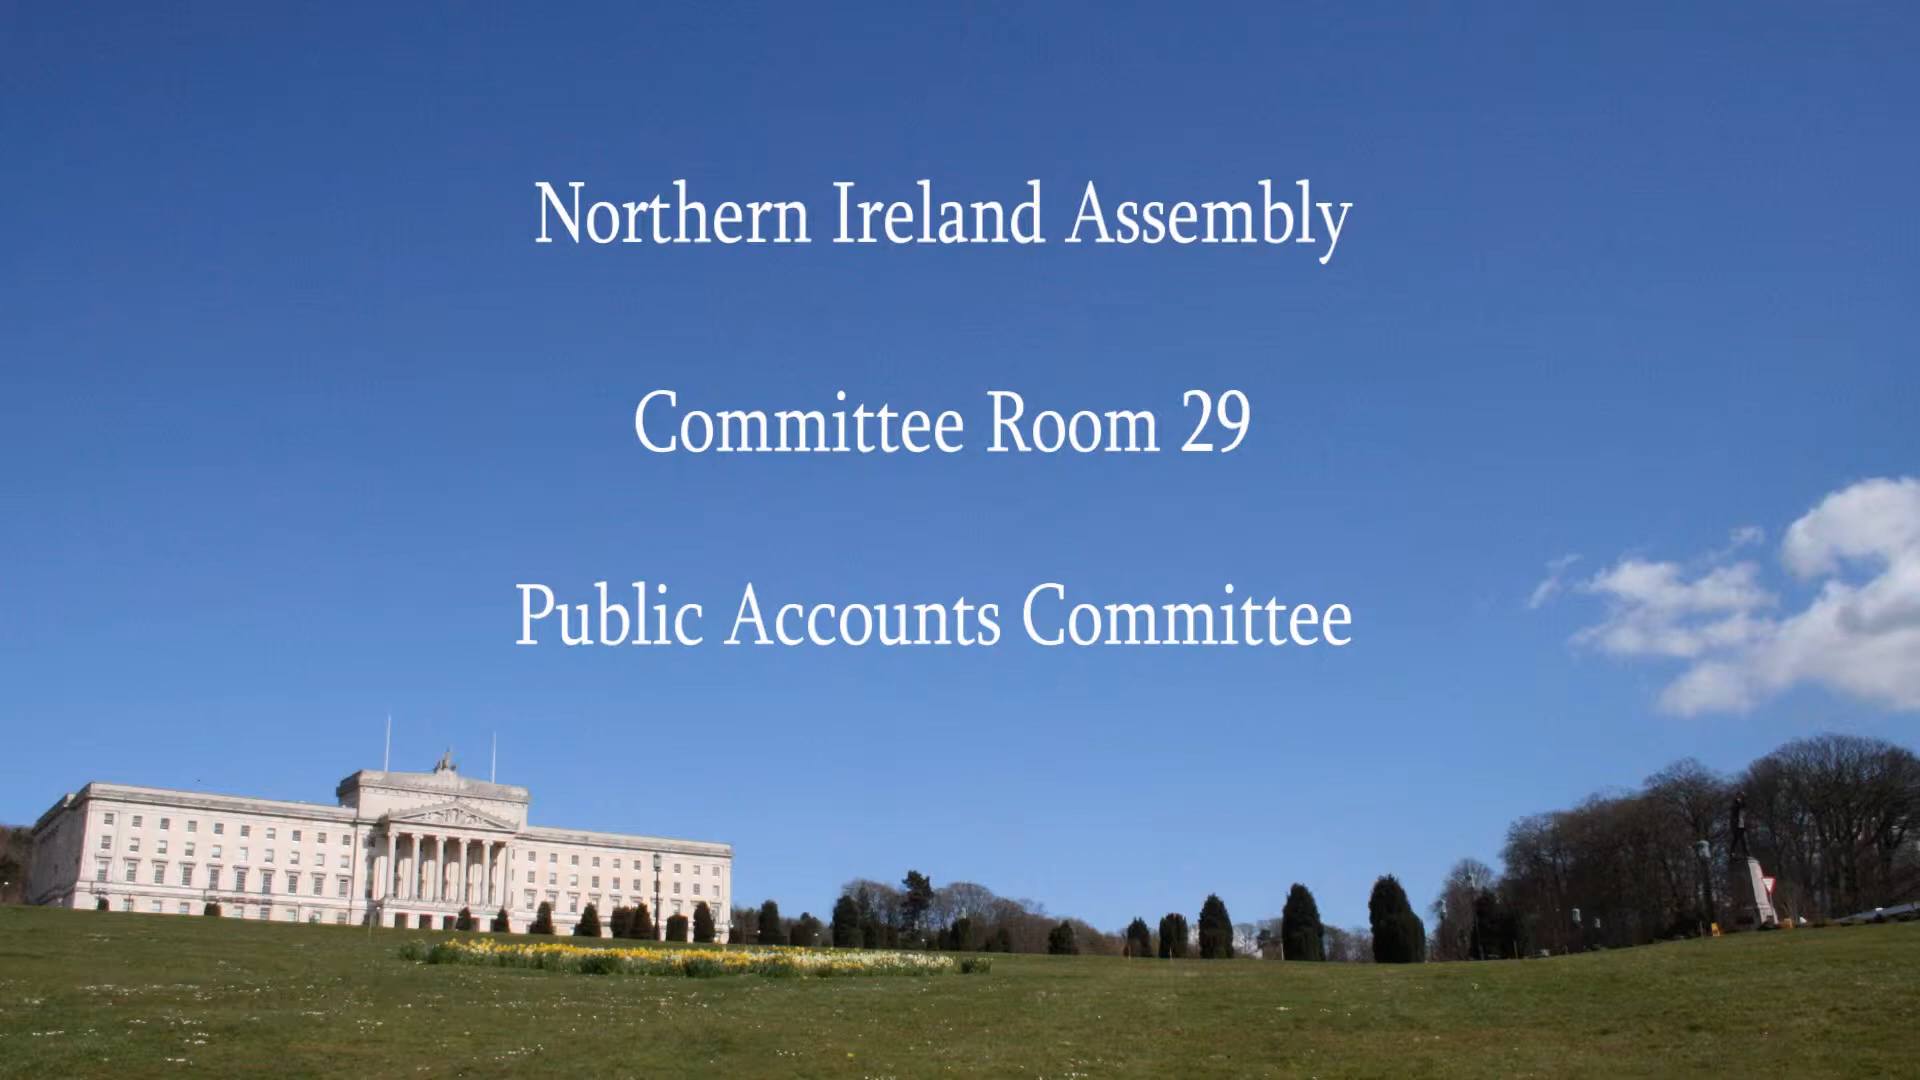 Northern Ireland Assembly
Committee Room 29
Public Accounts Committee